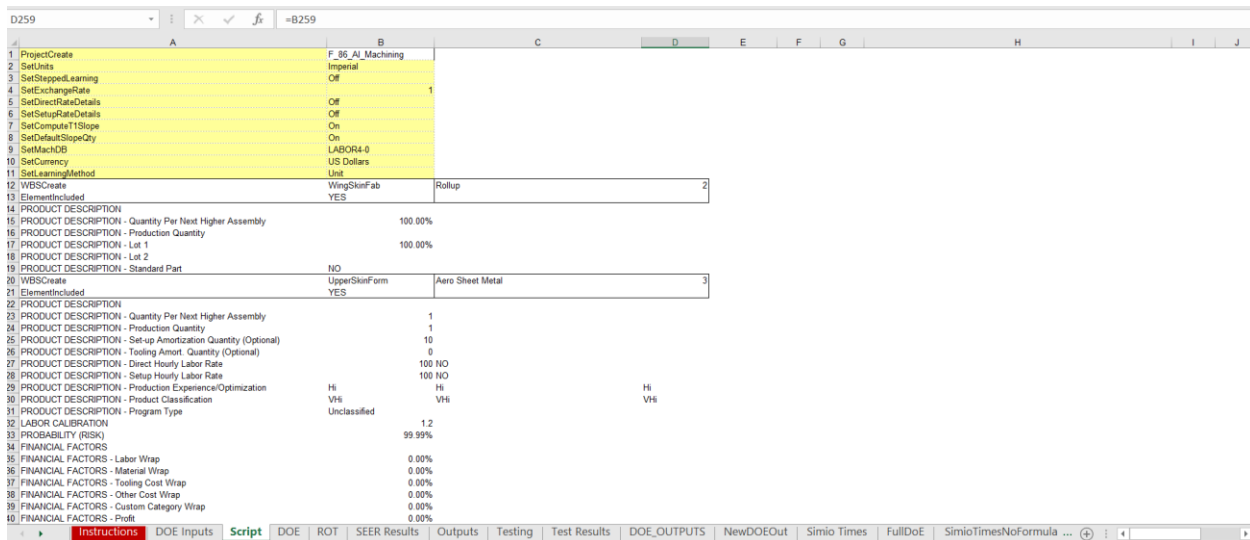 D259 fx =B259
A B C D E F G H I J
1 ProjectCreate F_86_AI_Machining
2 SetUnits Imperial
3 SetSteppedLearning Off
4 SetExchangeRate 1
5 SetDirectRateDetails Off
6 SetSetupRateDetails Off
7 SetComputeT1Slope On
8 SetDefaultSlopeQty On
9 SetMachDB LABOR4-0
10 SetCurrency US Dollars
11 SetLearningMethod Unit
12 WBSCreate WingSkinFab Rollup 2
13 ElementIncluded YES
14 PRODUCT DESCRIPTION
15 PRODUCT DESCRIPTION - Quantity Per Next Higher Assembly 100.00%
16 PRODUCT DESCRIPTION - Production Quantity
17 PRODUCT DESCRIPTION - Lot 1 100.00%
18 PRODUCT DESCRIPTION - Lot 2
19 PRODUCT DESCRIPTION - Standard Part NO
20 WBSCreate UpperSkinForm Aero Sheet Metal 3
21 ElementIncluded YES
22 PRODUCT DESCRIPTION
23 PRODUCT DESCRIPTION - Quantity Per Next Higher Assembly 1
24 PRODUCT DESCRIPTION - Production Quantity 1
25 PRODUCT DESCRIPTION - Set-up Amortization Quantity (Optional) 10
26 PRODUCT DESCRIPTION - Tooling Amort. Quantity (Optional) 0
27 PRODUCT DESCRIPTION - Direct Hourly Labor Rate 100 NO
28 PRODUCT DESCRIPTION - Setup Hourly Labor Rate 100 NO
29 PRODUCT DESCRIPTION - Production Experience/Optimization Hi Hi Hi
30 PRODUCT DESCRIPTION - Product Classification VHi VHi VHi
31 PRODUCT DESCRIPTION - Program Type Unclassified
32 LABOR CALIBRATION 1.2
33 PROBABILITY (RISK) 99.99%
34 FINANCIAL FACTORS
35 FINANCIAL FACTORS - Labor Wrap 0.00%
36 FINANCIAL FACTORS - Material Wrap 0.00%
37 FINANCIAL FACTORS - Tooling Cost Wrap 0.00%
38 FINANCIAL FACTORS - Other Cost Wrap 0.00%
39 FINANCIAL FACTORS - Custom Category Wrap 0.00%
40 FINANCIAL FACTORS - Profit 0.00%
Instructions DOE Inputs Script DOE ROT SEER Results Outputs Testing Test Results DOE_OUTPUTS NewDOEOut Simio Times FullDoE SimioTimesNoFormula ...